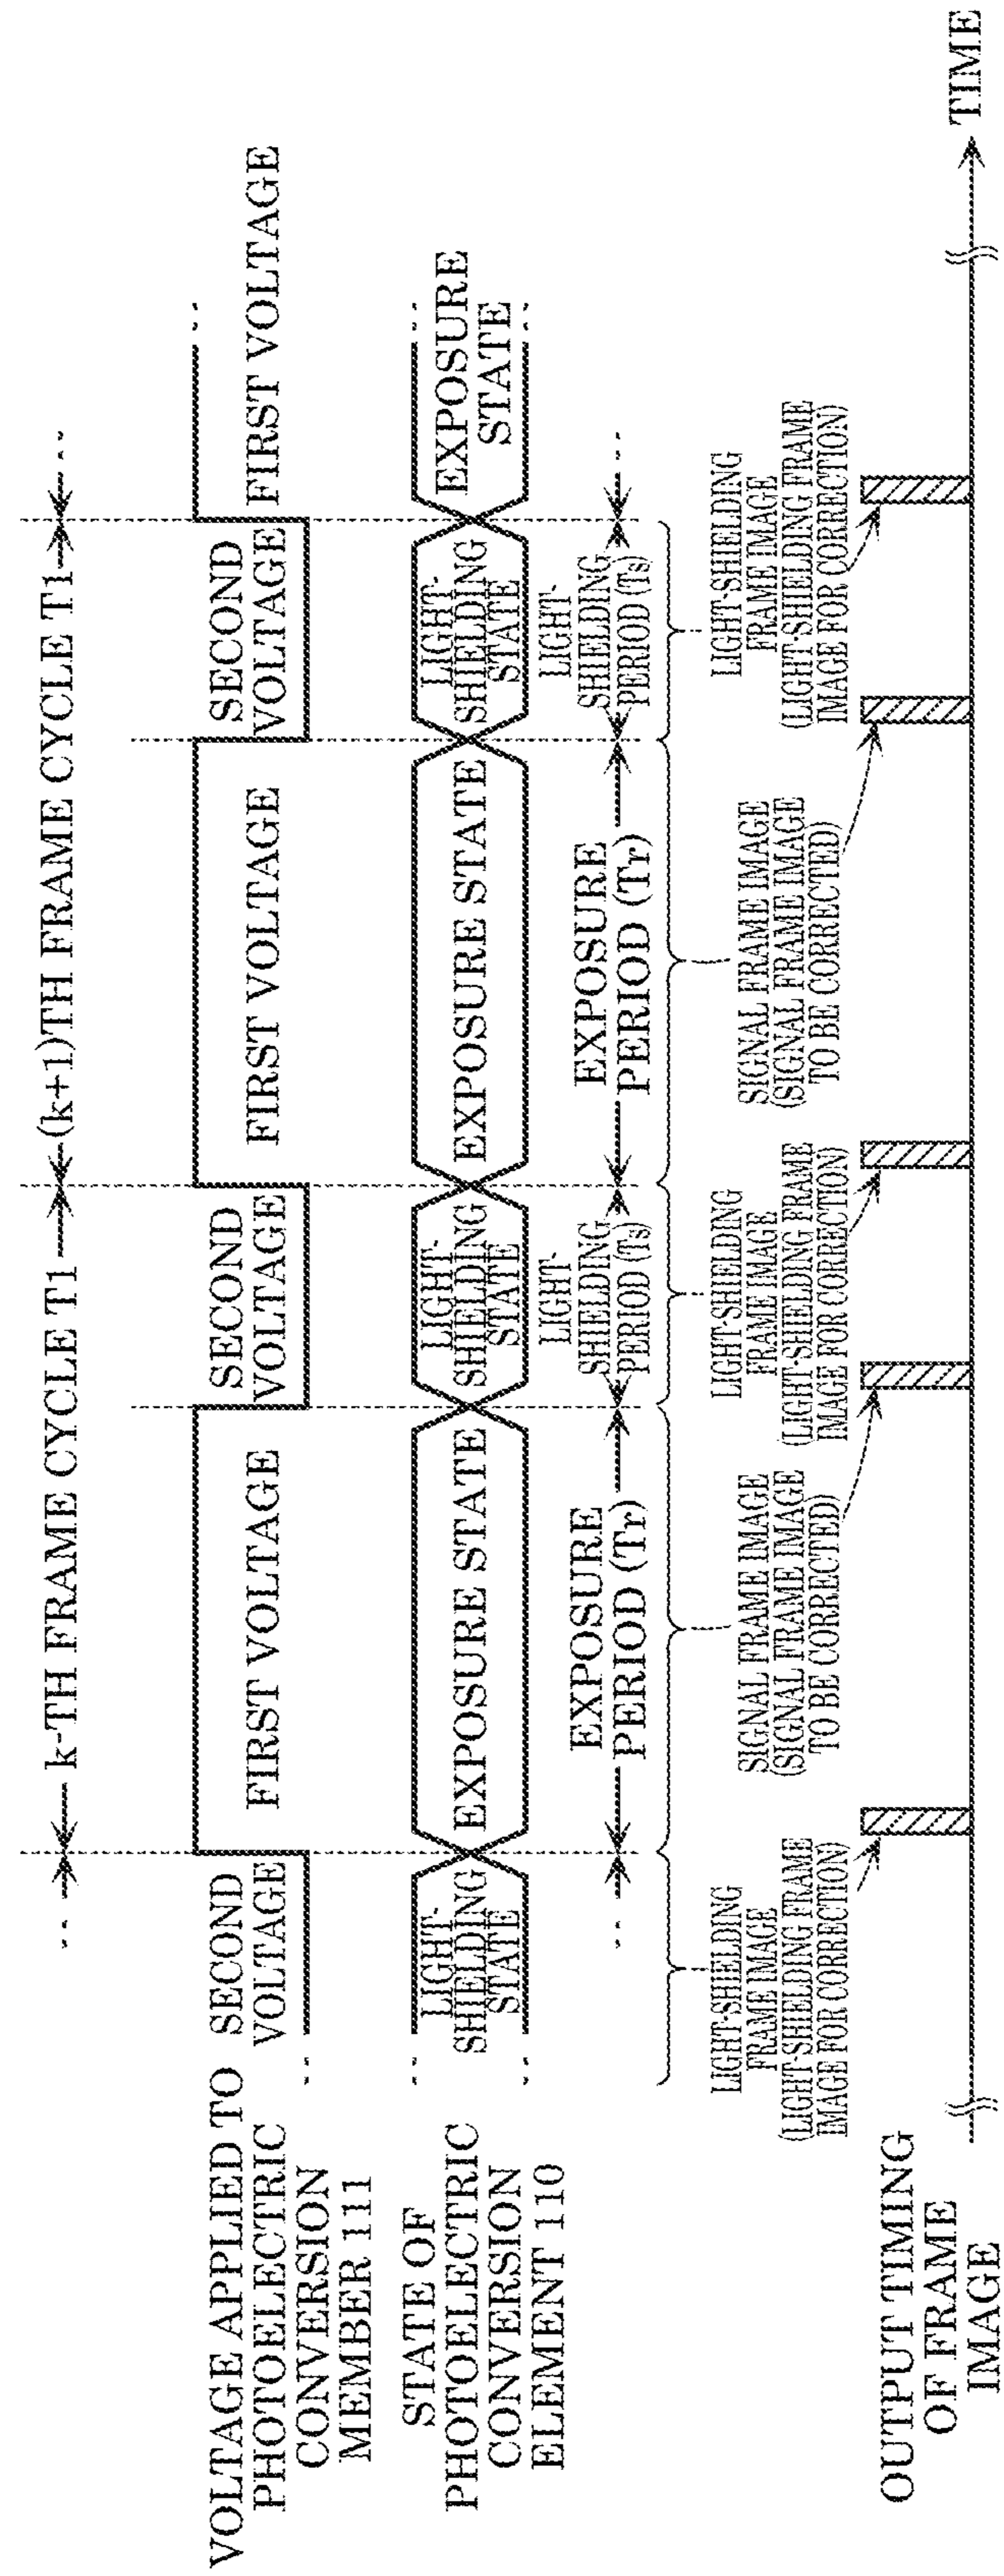 k-TH FRAME CYCLE T1
(k+1)TH FRAME CYCLE T1
VOLTAGE APPLIED TO
PHOTOELECTRIC
CONVERSION
MEMBER 111
SECOND
VOLTAGE
FIRST VOLTAGE
SECOND
VOLTAGE
FIRST VOLTAGE
SECOND
VOLTAGE
FIRST VOLTAGE
STATE OF
PHOTOELECTRIC
CONVERSION
ELEMENT 110
LIGHT-
SHIELDING
STATE
EXPOSURE STATE
LIGHT-
SHIELDING
STATE
EXPOSURE STATE
LIGHT-
SHIELDING
STATE
EXPOSURE
STATE
EXPOSURE
PERIOD (Tr)
LIGHT-
SHIELDING
PERIOD (Ts)
EXPOSURE
PERIOD (Tr)
LIGHT-
SHIELDING
PERIOD (Ts)
LIGHT-SHIELDING
FRAME IMAGE
(LIGHT-SHIELDING FRAME
IMAGE FOR CORRECTION)
SIGNAL FRAME IMAGE
(SIGNAL FRAME IMAGE
TO BE CORRECTED)
LIGHT-SHIELDING
FRAME IMAGE
(LIGHT-SHIELDING FRAME
IMAGE FOR CORRECTION)
SIGNAL FRAME IMAGE
(SIGNAL FRAME IMAGE
TO BE CORRECTED)
LIGHT-SHIELDING
FRAME IMAGE
(LIGHT-SHIELDING FRAME
IMAGE FOR CORRECTION)
OUTPUT TIMING
OF FRAME
IMAGE
TIME